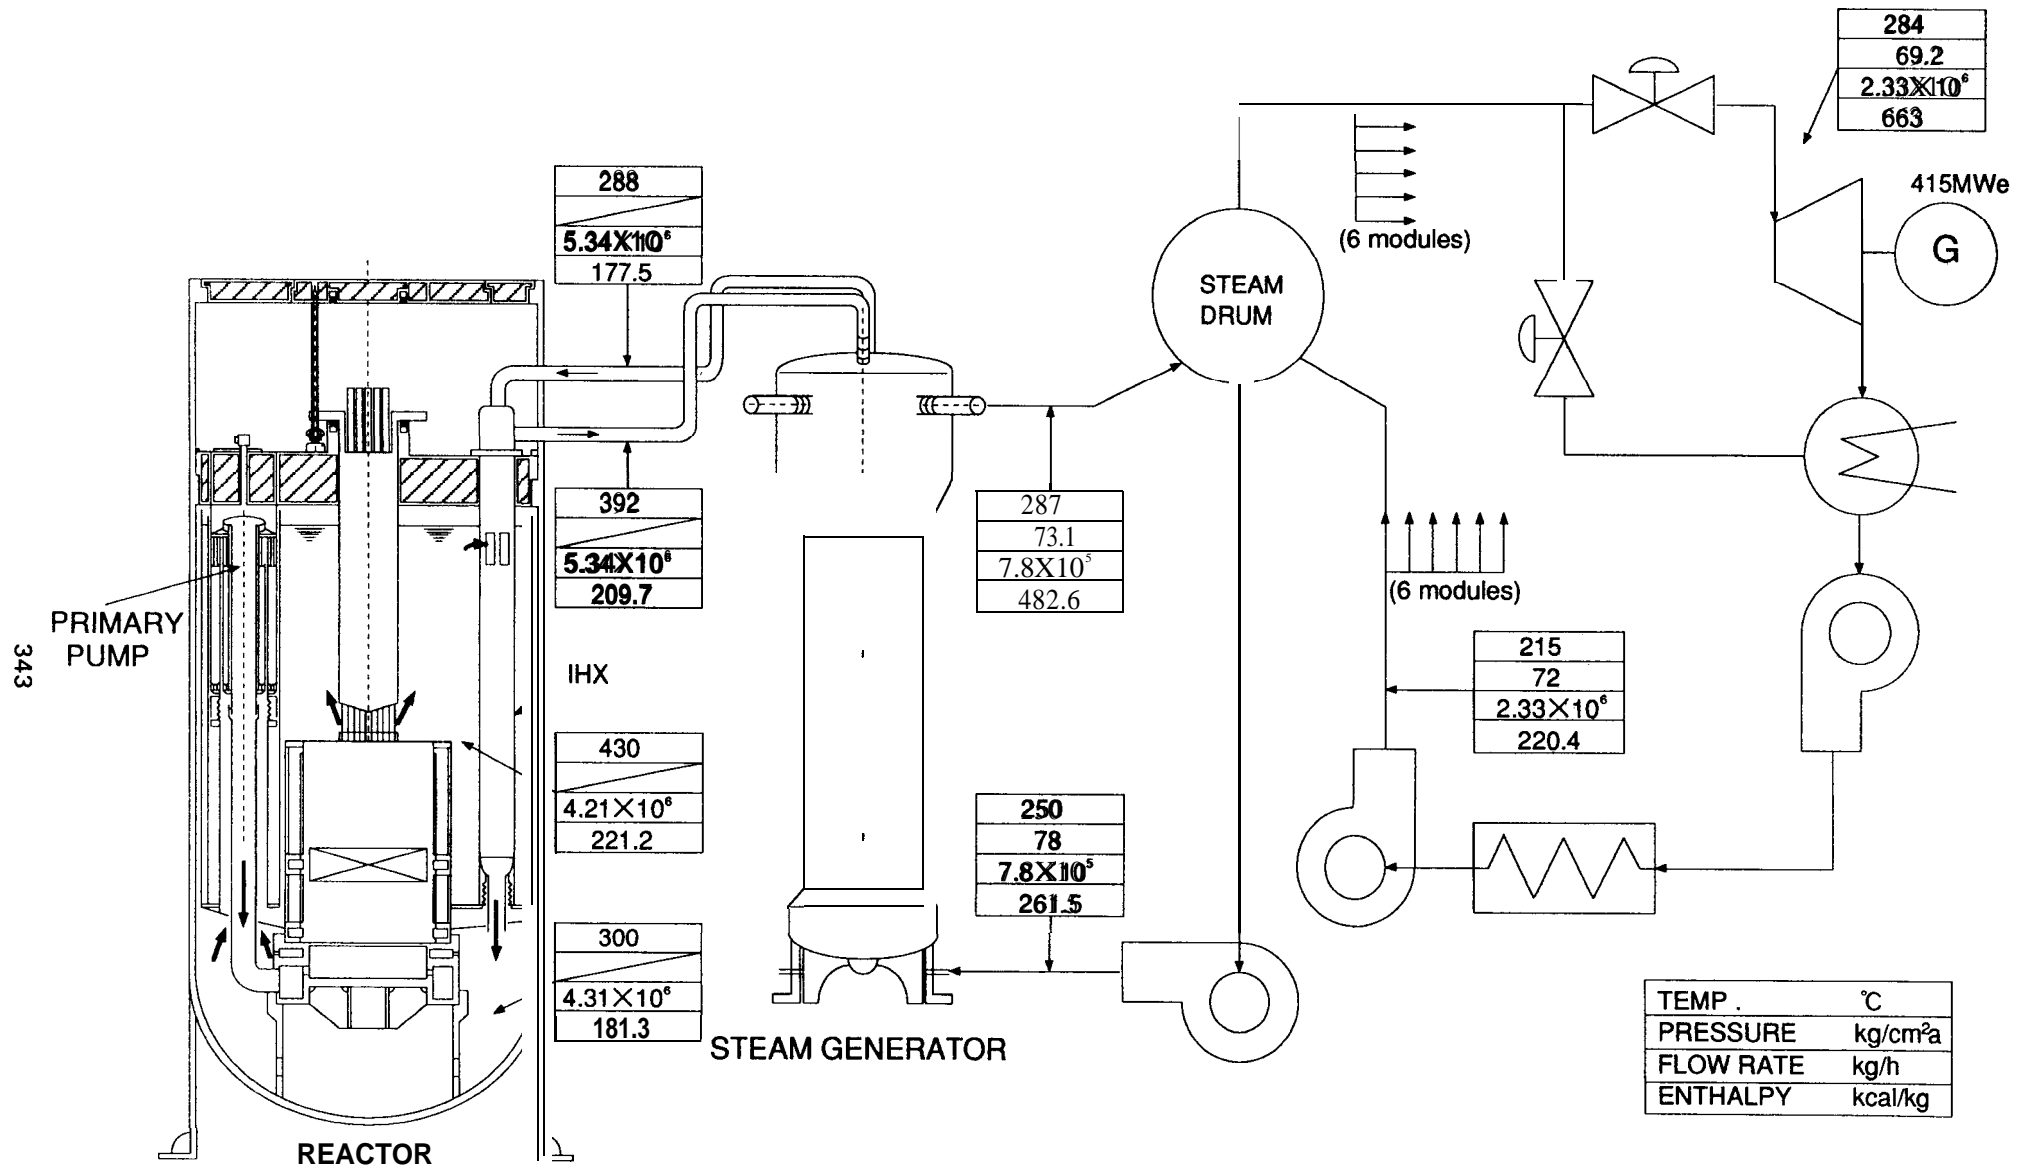 284
69.2
2.33X10⁶
663
415MWe
G
288
5.34X10⁶
177.5
(6 modules)
STEAM
DRUM
392
5.34X10⁶
209.7
287
73.1
7.8X10⁵
482.6
(6 modules)
PRIMARY
PUMP
343
IHX
215
72
2.33X10⁶
220.4
430
4.21X10⁶
221.2
250
78
7.8X10⁵
261.5
300
4.31X10⁶
181.3
STEAM GENERATOR
REACTOR
TEMP. °C
PRESSURE kg/cm²a
FLOW RATE kg/h
ENTHALPY kcal/kg